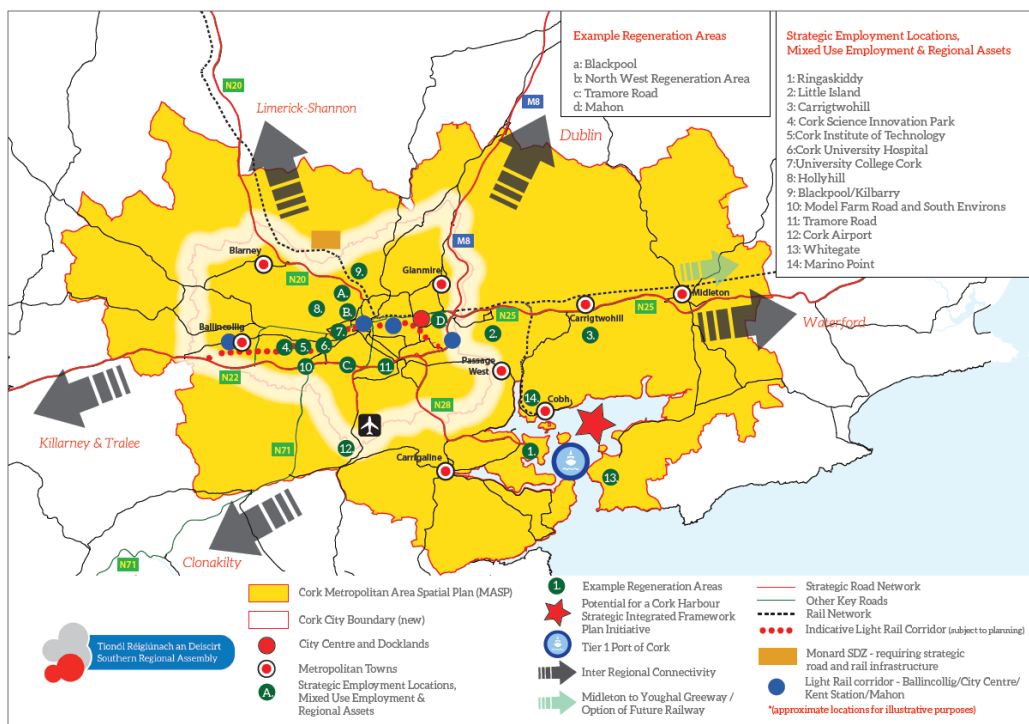 Example Regeneration Areas
a: Blackpool
b: North West Regeneration Area
c: Tramore Road
d: Mahon
Strategic Employment Locations,
Mixed Use Employment & Regional Assets
1: Ringaskiddy
2: Little Island
3: Carrigtwohill
4: Cork Science Innovation Park
5:Cork Institute of Technology
6:Cork University Hospital
7:University College Cork
8: Hollyhill
9: Blackpool/Kilbarry
10: Model Farm Road and South Environs
11: Tramore Road
12: Cork Airport
13: Whitegate
14: Marino Point
N20
Limerick-Shannon
M8
Dublin
Blarney
N20
9.
M8
Glanmire
A.
8.
B.
D.
7.
N25
2.
Carrigtwohill
3.
N25
Midleton
N25
Waterford
Ballincollig
4.
5.
6.
10
C.
11.
N22
Passage
West
Killarney & Tralee
N28
14.
Cobh
N71
12.
Carrigaline
1.
13.
Clonakilty
N71
Tionól Réigiúnach an Deiscirt
Southern Regional Assembly
Cork Metropolitan Area Spatial Plan (MASP)
Cork City Boundary (new)
City Centre and Docklands
Metropolitan Towns
A.
Strategic Employment Locations,
Mixed Use Employment &
Regional Assets
1.
Example Regeneration Areas
Potential for a Cork Harbour
Strategic Integrated Framework
Plan Initiative
Tier 1 Port of Cork
Inter Regional Connectivity
Midleton to Youghal Greeway /
Option of Future Railway
Strategic Road Network
Other Key Roads
Rail Network
Indicative Light Rail Corridor (subject to planning)
Monard SDZ - requiring strategic
road and rail infrastructure
Light Rail corridor - Ballincollig/City Centre/
Kent Station/Mahon
*(approximate locations for illustrative purposes)